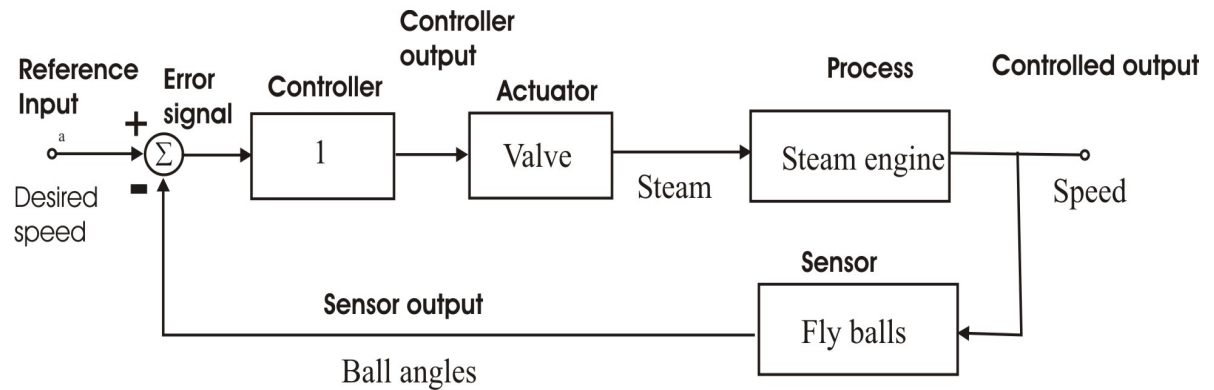 Controller
output
Reference
Input
Error
signal
Controller
Actuator
Process
Controlled output
+
a
Σ
1
Valve
Steam engine
-
Desired
speed
Steam
Speed
Sensor
Sensor output
Fly balls
Ball angles